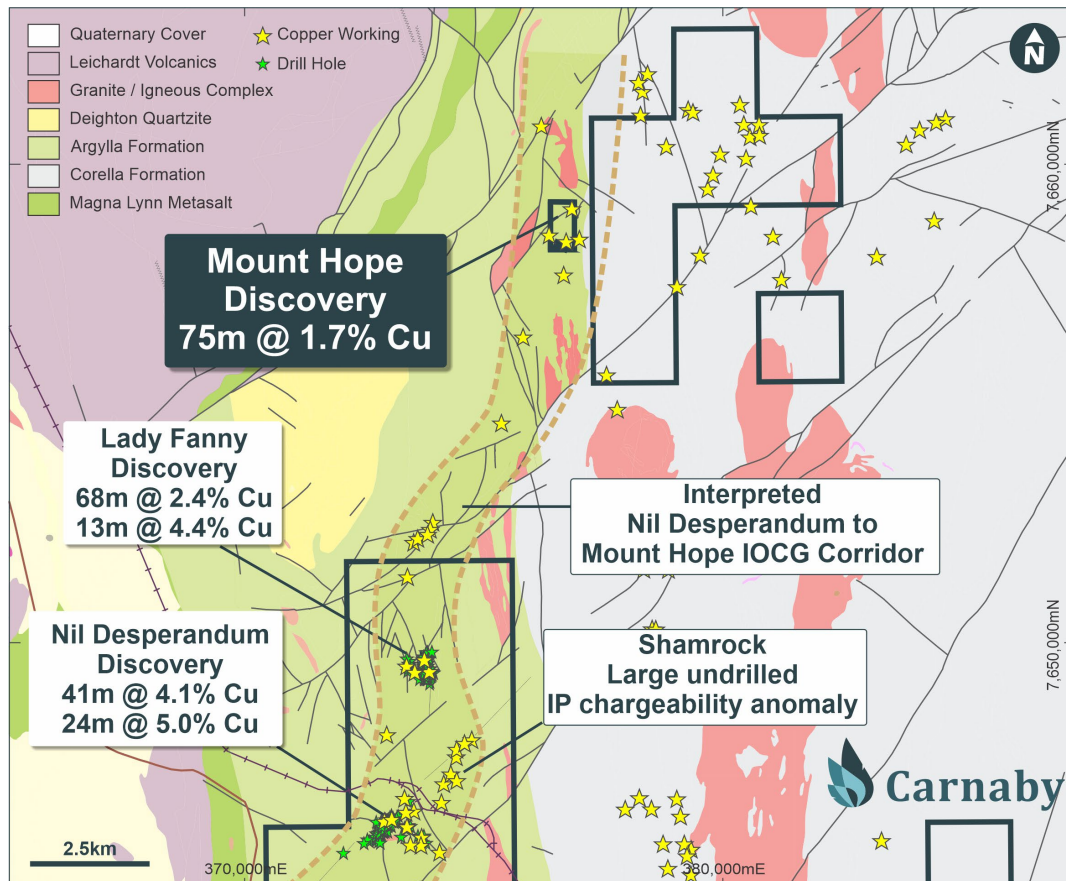 Quaternary Cover
Leichardt Volcanics
Granite / Igneous Complex
Deighton Quartzite
Argylla Formation
Corella Formation
Magna Lynn Metasalt
Copper Working
Drill Hole
N
7,660,000mN
Mount Hope
Discovery
75m @ 1.7% Cu
Lady Fanny
Discovery
68m @ 2.4% Cu
13m @ 4.4% Cu
Interpreted
Nil Desperandum to
Mount Hope IOCG Corridor
Nil Desperandum
Discovery
41m @ 4.1% Cu
24m @ 5.0% Cu
Shamrock
Large undrilled
IP chargeability anomaly
7,650,000mN
Carnaby
2.5km
370,000mE
380,000mE